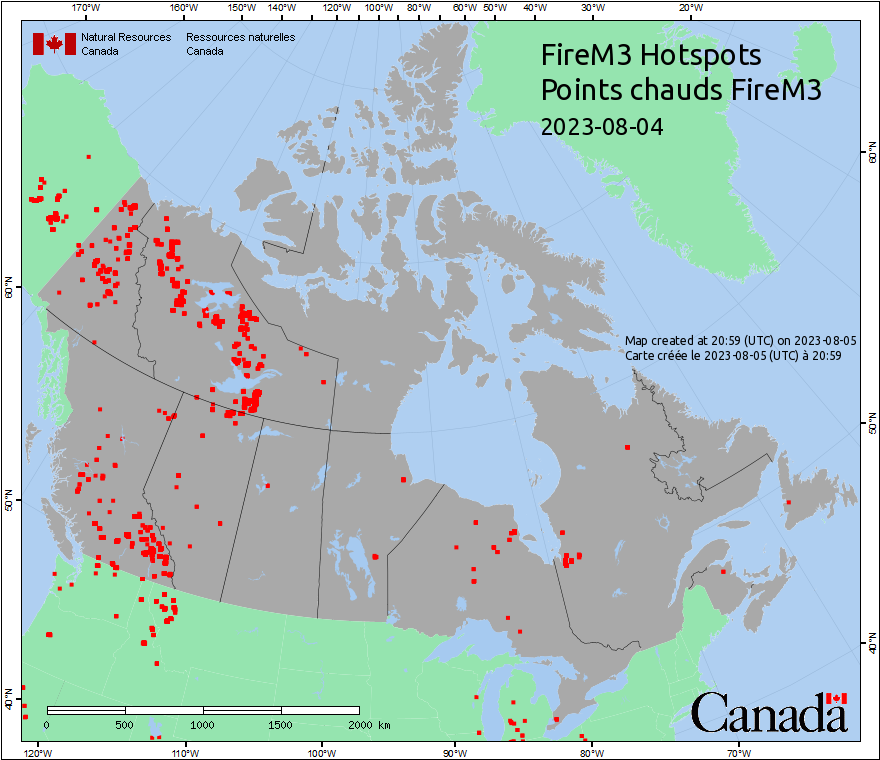 170°W 160°W 150°W 140°W 130°W 120°W 110°W 100°W 90°W 80°W 60°W 50°W 40°W 30°W 20°W
Natural Resources Ressources naturelles
Canada Canada
FireM3 Hotspots
Points chauds FireM3
2023-08-04
60°N 60°N
Map created at 20:59 (UTC) on 2023-08-05
Carte créée le 2023-08-05 (UTC) à 20:59
50°N 50°N
40°N 40°N
Canada
0 500 1000 1500 2000 km
120°W 110°W 100°W 90°W 80°W 70°W